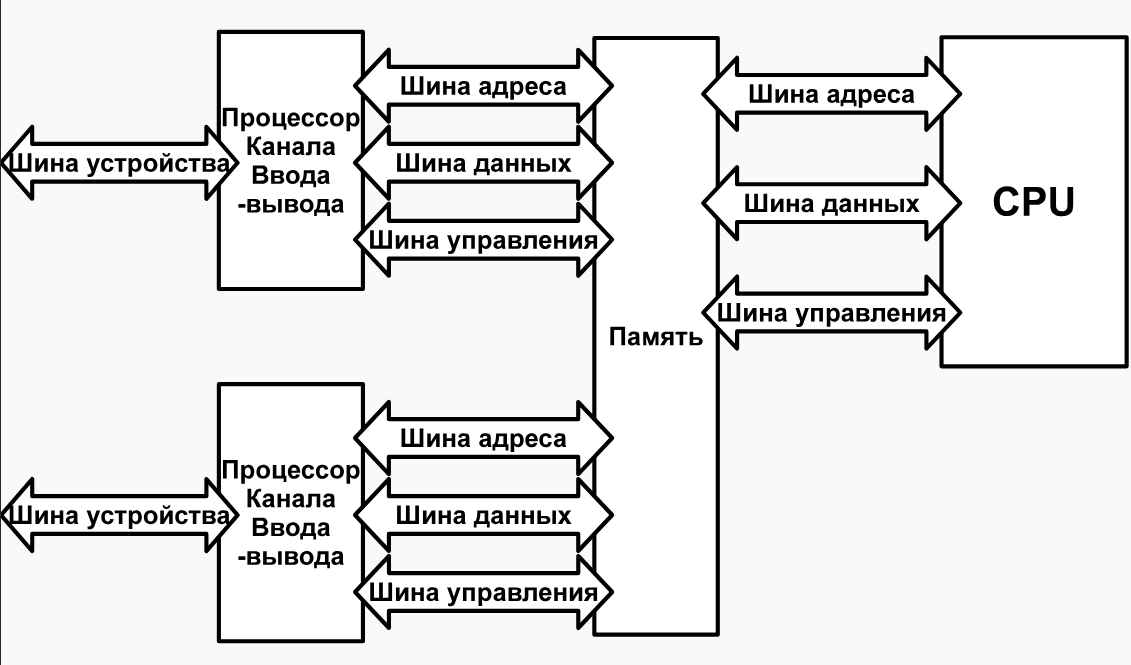 Шина устройства
Процессор
Канала
Ввода
-вывода
Шина адреса
Шина данных
Шина управления
Память
Шина адреса
Шина данных
Шина управления
CPU
Шина устройства
Процессор
Канала
Ввода
-вывода
Шина адреса
Шина данных
Шина управления